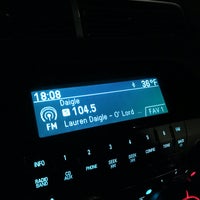 18:08 36°F
Daigle
104.5
FM Lauren Daigle - O' Lord ... FAV 1
1 2 3 4 5 6
INFO
RADIO BAND
CD AUX
PHONE
SEEK
SEEK